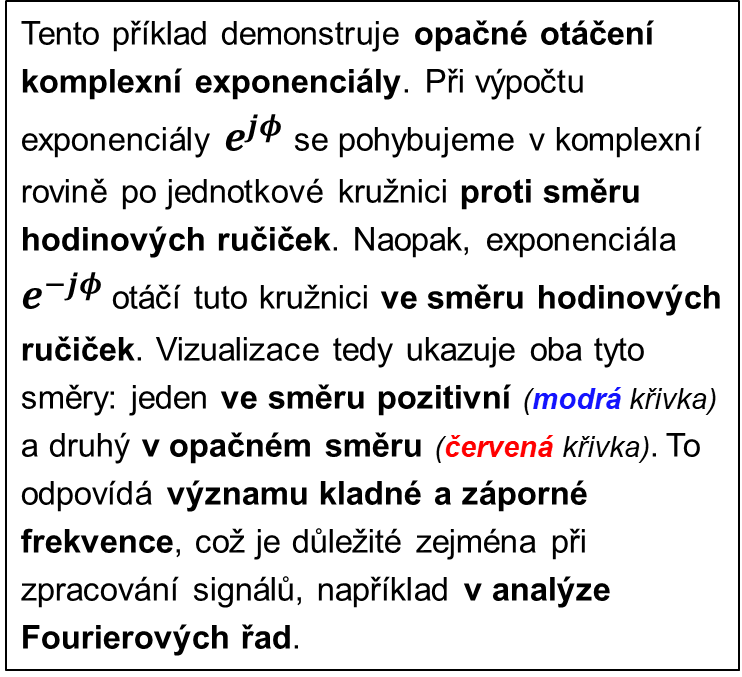 Tento příklad demonstruje opačné otáčení
komplexní exponenciály. Při výpočtu
exponenciály e^{jϕ} se pohybujeme v komplexní
rovině po jednotkové kružnici proti směru
hodinových ručiček. Naopak, exponenciála
e^{−jϕ} otáčí tuto kružnici ve směru hodinových
ručiček. Vizualizace tedy ukazuje oba tyto
směry: jeden ve směru pozitivní (modrá křivka)
a druhý v opačném směru (červená křivka). To
odpovídá významu kladné a záporné
frekvence, což je důležité zejména při
zpracování signálů, například v analýze
Fourierových řad.